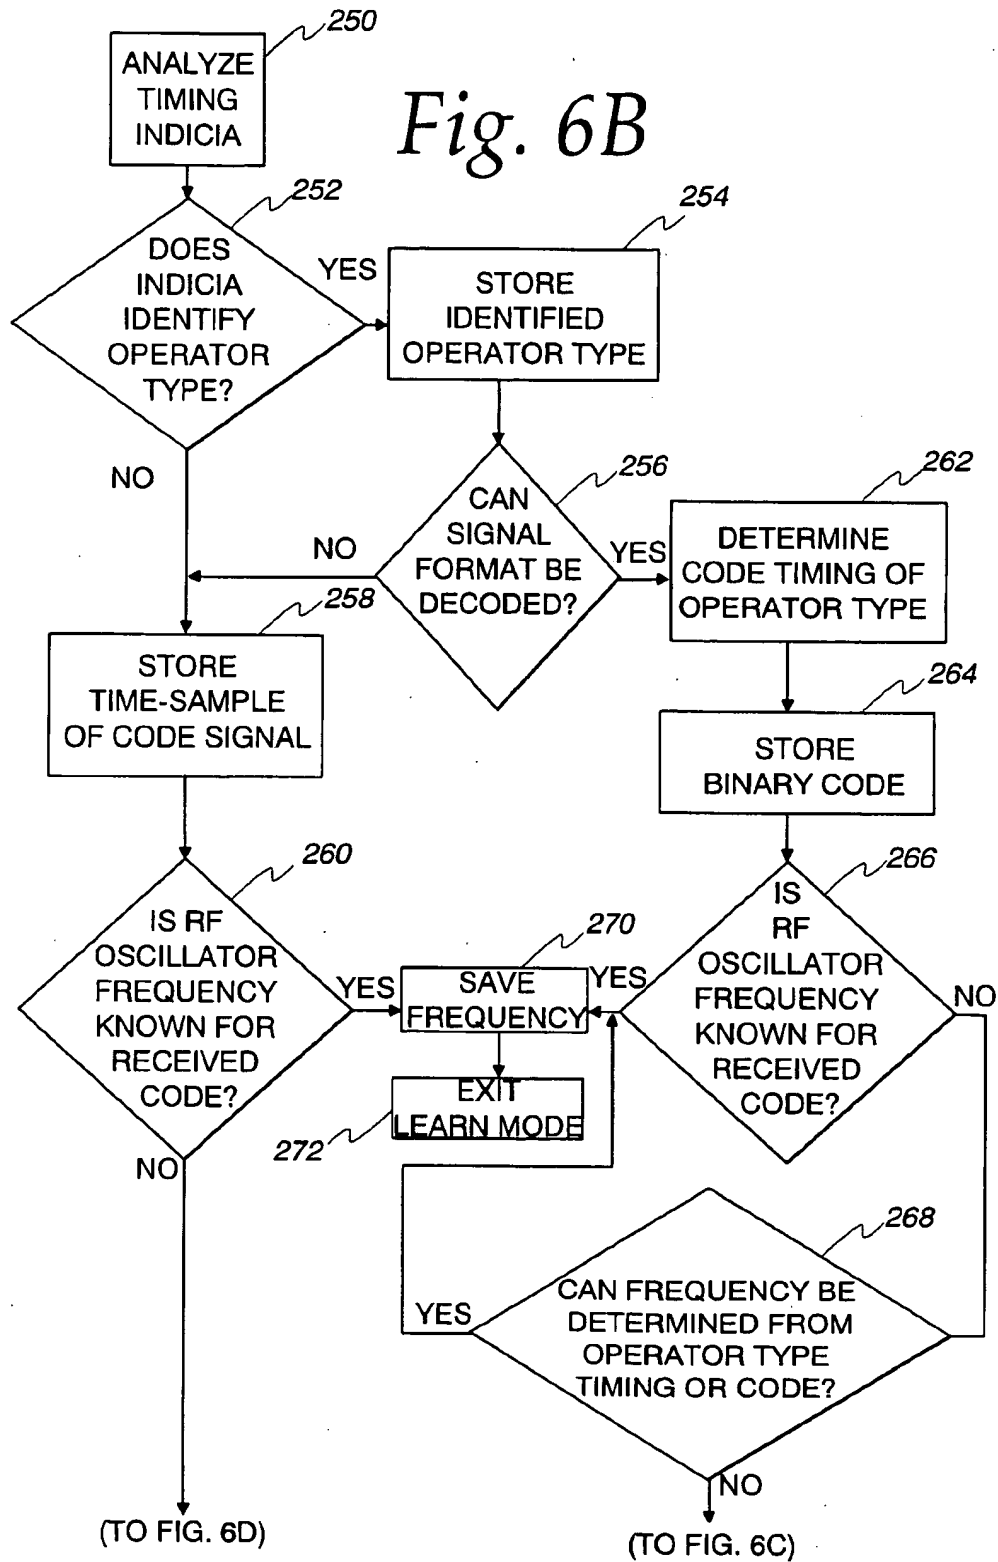 250
ANALYZE
TIMING
INDICIA
Fig. 6B
252
DOES
INDICIA
IDENTIFY
OPERATOR
TYPE?
YES
254
STORE
IDENTIFIED
OPERATOR TYPE
NO
256
CAN
SIGNAL
FORMAT BE
DECODED?
NO
YES
262
DETERMINE
CODE TIMING OF
OPERATOR TYPE
258
STORE
TIME-SAMPLE
OF CODE SIGNAL
264
STORE
BINARY CODE
260
IS RF
OSCILLATOR
FREQUENCY
KNOWN FOR
RECEIVED
CODE?
YES
NO
270
SAVE
FREQUENCY
266
IS
RF
OSCILLATOR
FREQUENCY
KNOWN FOR
RECEIVED
CODE?
YES
NO
EXIT
LEARN MODE
272
268
CAN FREQUENCY BE
DETERMINED FROM
OPERATOR TYPE
TIMING OR CODE?
YES
NO
(TO FIG. 6D)
(TO FIG. 6C)